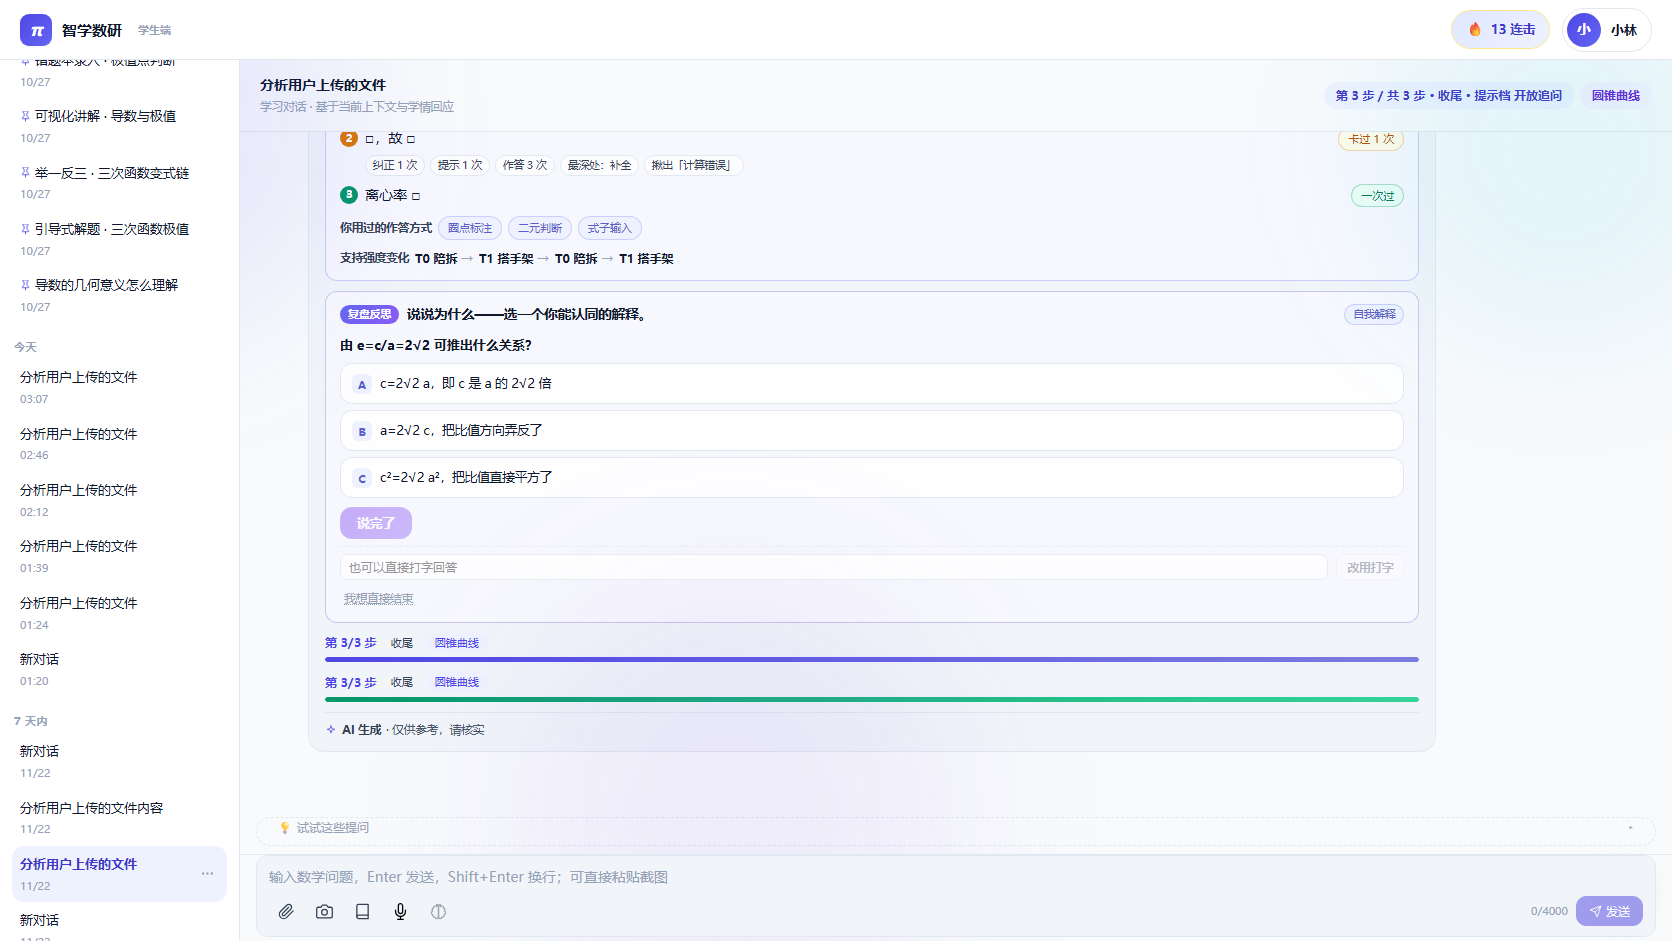 π 智学数研 学生端
13 连击
小 小林
错题本录入 · 极值点判断
10/27
可视化讲解 · 导数与极值
10/27
举一反三 · 三次函数变式链
10/27
引导式解题 · 三次函数极值
10/27
导数的几何意义怎么理解
10/27
今天
分析用户上传的文件
03:07
分析用户上传的文件
02:46
分析用户上传的文件
02:12
分析用户上传的文件
01:39
分析用户上传的文件
01:24
新对话
01:20
7 天内
新对话
11/22
分析用户上传的文件内容
11/22
分析用户上传的文件 ···
11/22
新对话
分析用户上传的文件
学习对话 · 基于当前上下文与学情回应
第 3 步 / 共 3 步 • 收尾 • 提示档 开放追问
圆锥曲线
2 □，故 □
卡过 1 次
纠正 1 次 提示 1 次 作答 3 次 最深处：补全 揪出「计算错误」
3 离心率 □
一次过
你用过的作答方式 圈点标注 二元判断 式子输入
支持强度变化 T0 陪拆 → T1 搭手架 → T0 陪拆 → T1 搭手架
复盘反思 说说为什么——选一个你能认同的解释。
自我解释
由 e=c/a=2√2 可推出什么关系？
A c=2√2 a，即 c 是 a 的 2√2 倍
B a=2√2 c，把比值方向弄反了
C c²=2√2 a²，把比值直接平方了
说完了
也可以直接打字回答
改用打字
我想直接结束
第 3/3 步 收尾 圆锥曲线
第 3/3 步 收尾 圆锥曲线
AI 生成 · 仅供参考，请核实
试试这些提问
输入数学问题，Enter 发送，Shift+Enter 换行；可直接粘贴截图
0/4000
发送